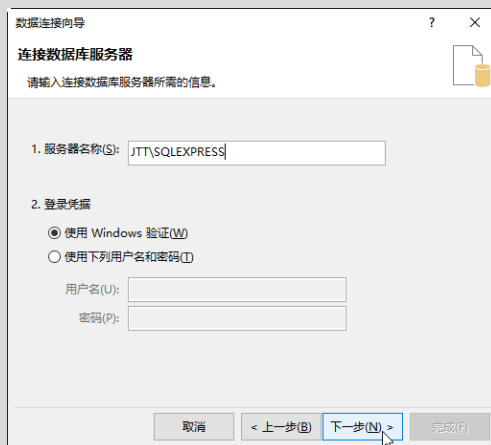 数据连接向导 ?
连接数据库服务器
请输入连接数据库服务器所需的信息。
1. 服务器名称(S): JTT\SQLEXPRESS
2. 登录凭据
使用 Windows 验证(W)
使用下列用户名和密码(T)
用户名(U):
密码(P):
取消 < 上一步(B) 下一步(N) > 完成(F)